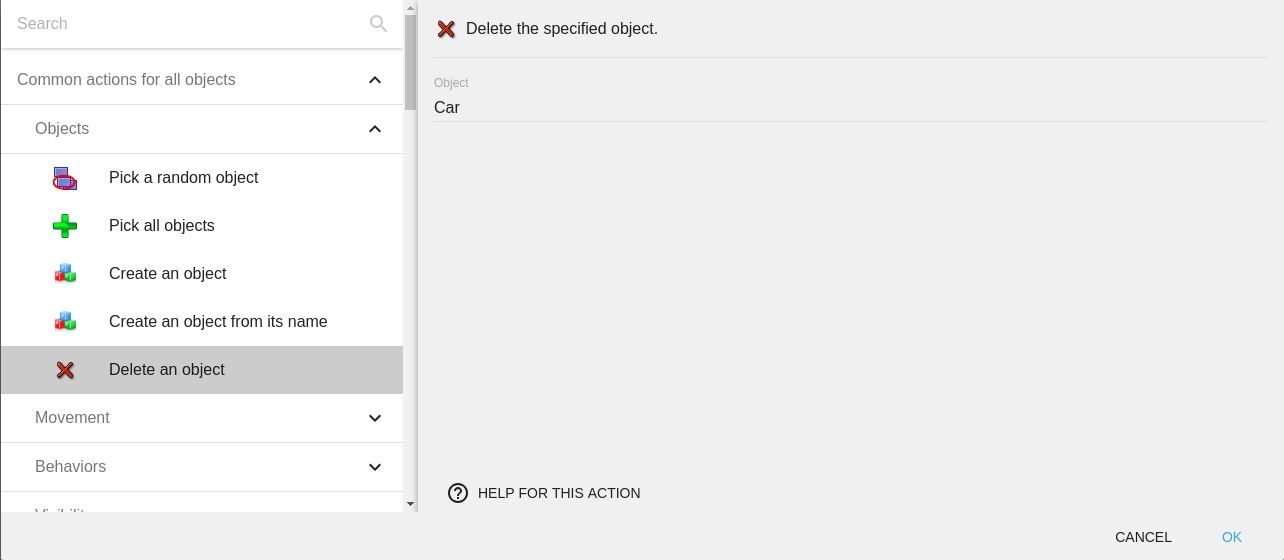 Search
Common actions for all objects
Objects
Pick a random object
Pick all objects
Create an object
Create an object from its name
Delete an object
Movement
Behaviors
Delete the specified object.
Object
Car
HELP FOR THIS ACTION
CANCEL
OK